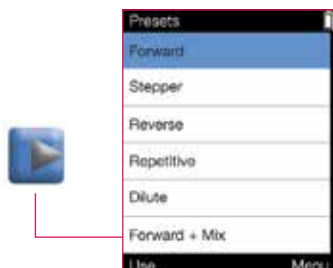 Presets
Forward
Stepper
Reverse
Repetitive
Dilute
Forward + Mix
Use Menu